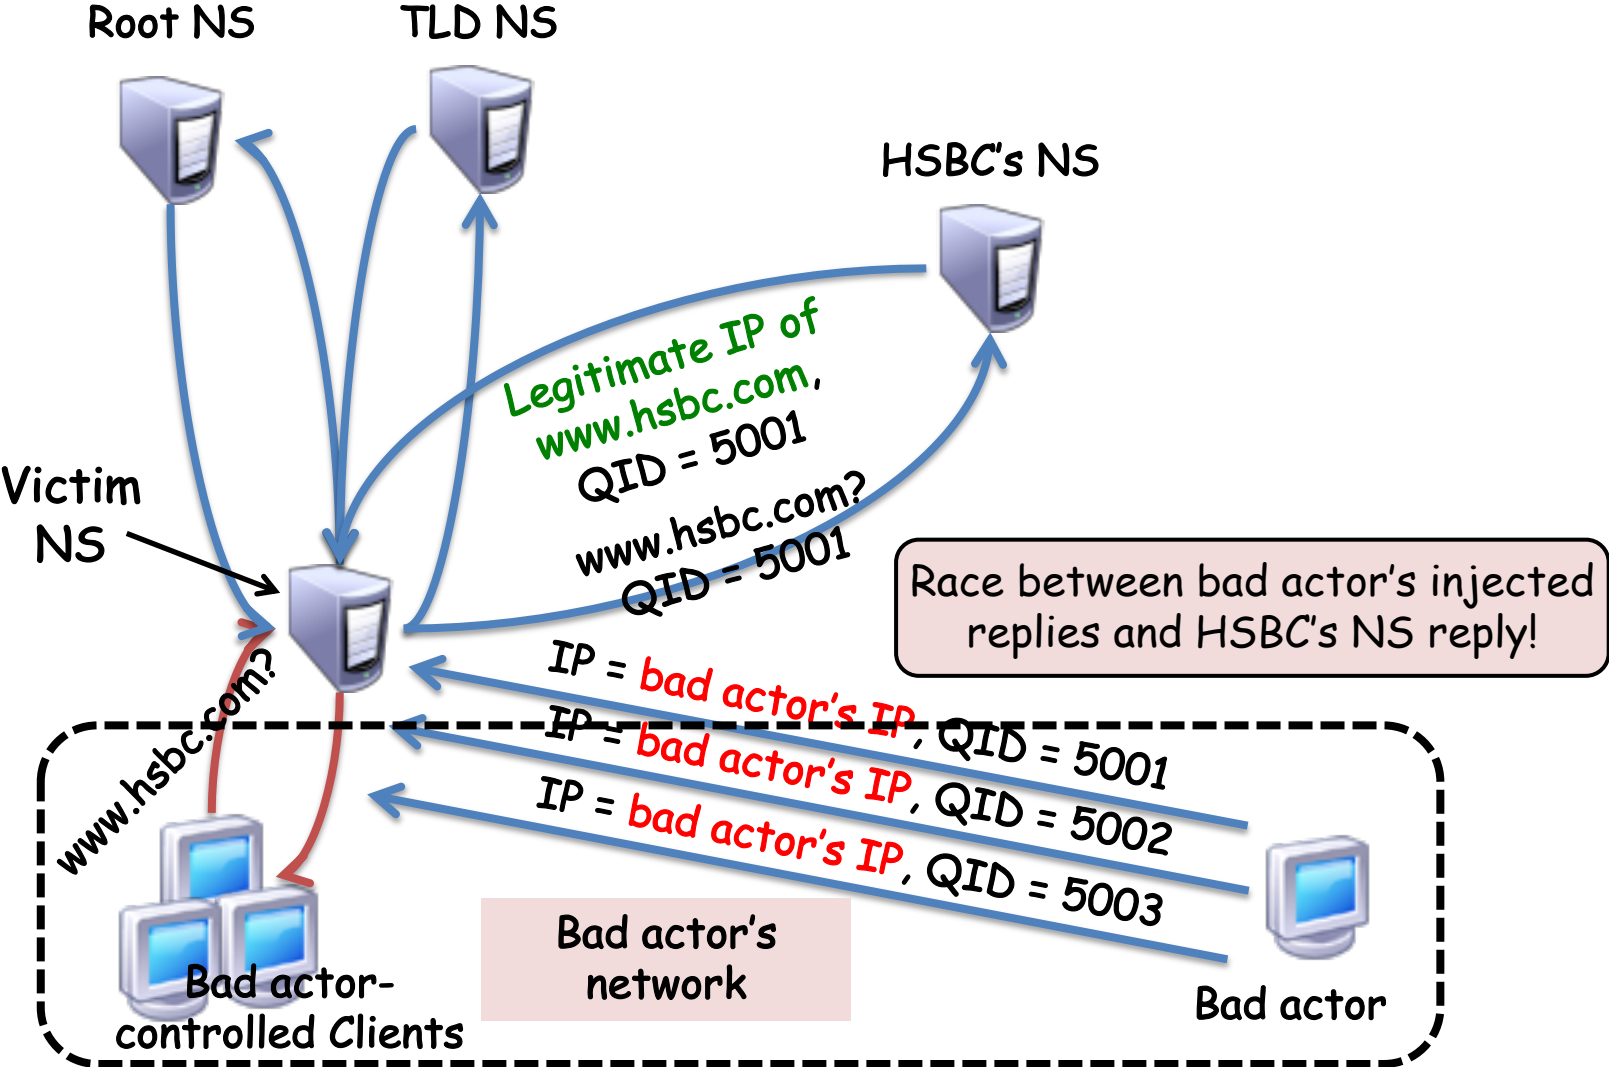 Root NS
TLD NS
HSBC's NS
Legitimate IP of
www.hsbc.com,
QID = 5001
www.hsbc.com?
QID = 5001
Victim
NS
Race between bad actor's injected
replies and HSBC's NS reply!
www.hsbc.com?
IP = bad actor's IP, QID = 5001
IP = bad actor's IP, QID = 5002
IP = bad actor's IP, QID = 5003
Bad actor's
network
Bad actor-
controlled Clients
Bad actor